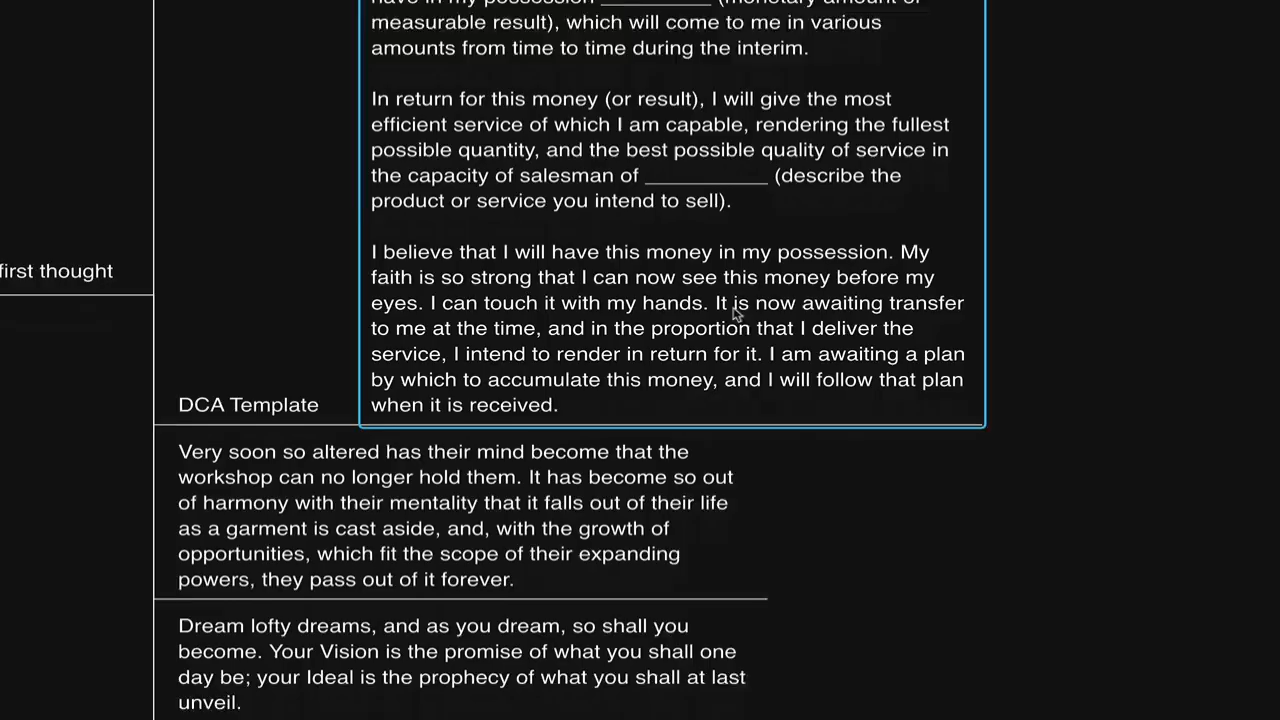 have in my possession __________ (monetary amount or
measurable result), which will come to me in various
amounts from time to time during the interim.
In return for this money (or result), I will give the most
efficient service of which I am capable, rendering the fullest
possible quantity, and the best possible quality of service in
the capacity of salesman of ___________ (describe the
product or service you intend to sell).
first thought
I believe that I will have this money in my possession. My
faith is so strong that I can now see this money before my
eyes. I can touch it with my hands. It is now awaiting transfer
to me at the time, and in the proportion that I deliver the
service, I intend to render in return for it. I am awaiting a plan
by which to accumulate this money, and I will follow that plan
when it is received.
DCA Template
Very soon so altered has their mind become that the
workshop can no longer hold them. It has become so out
of harmony with their mentality that it falls out of their life
as a garment is cast aside, and, with the growth of
opportunities, which fit the scope of their expanding
powers, they pass out of it forever.
Dream lofty dreams, and as you dream, so shall you
become. Your Vision is the promise of what you shall one
day be; your Ideal is the prophecy of what you shall at last
unveil.